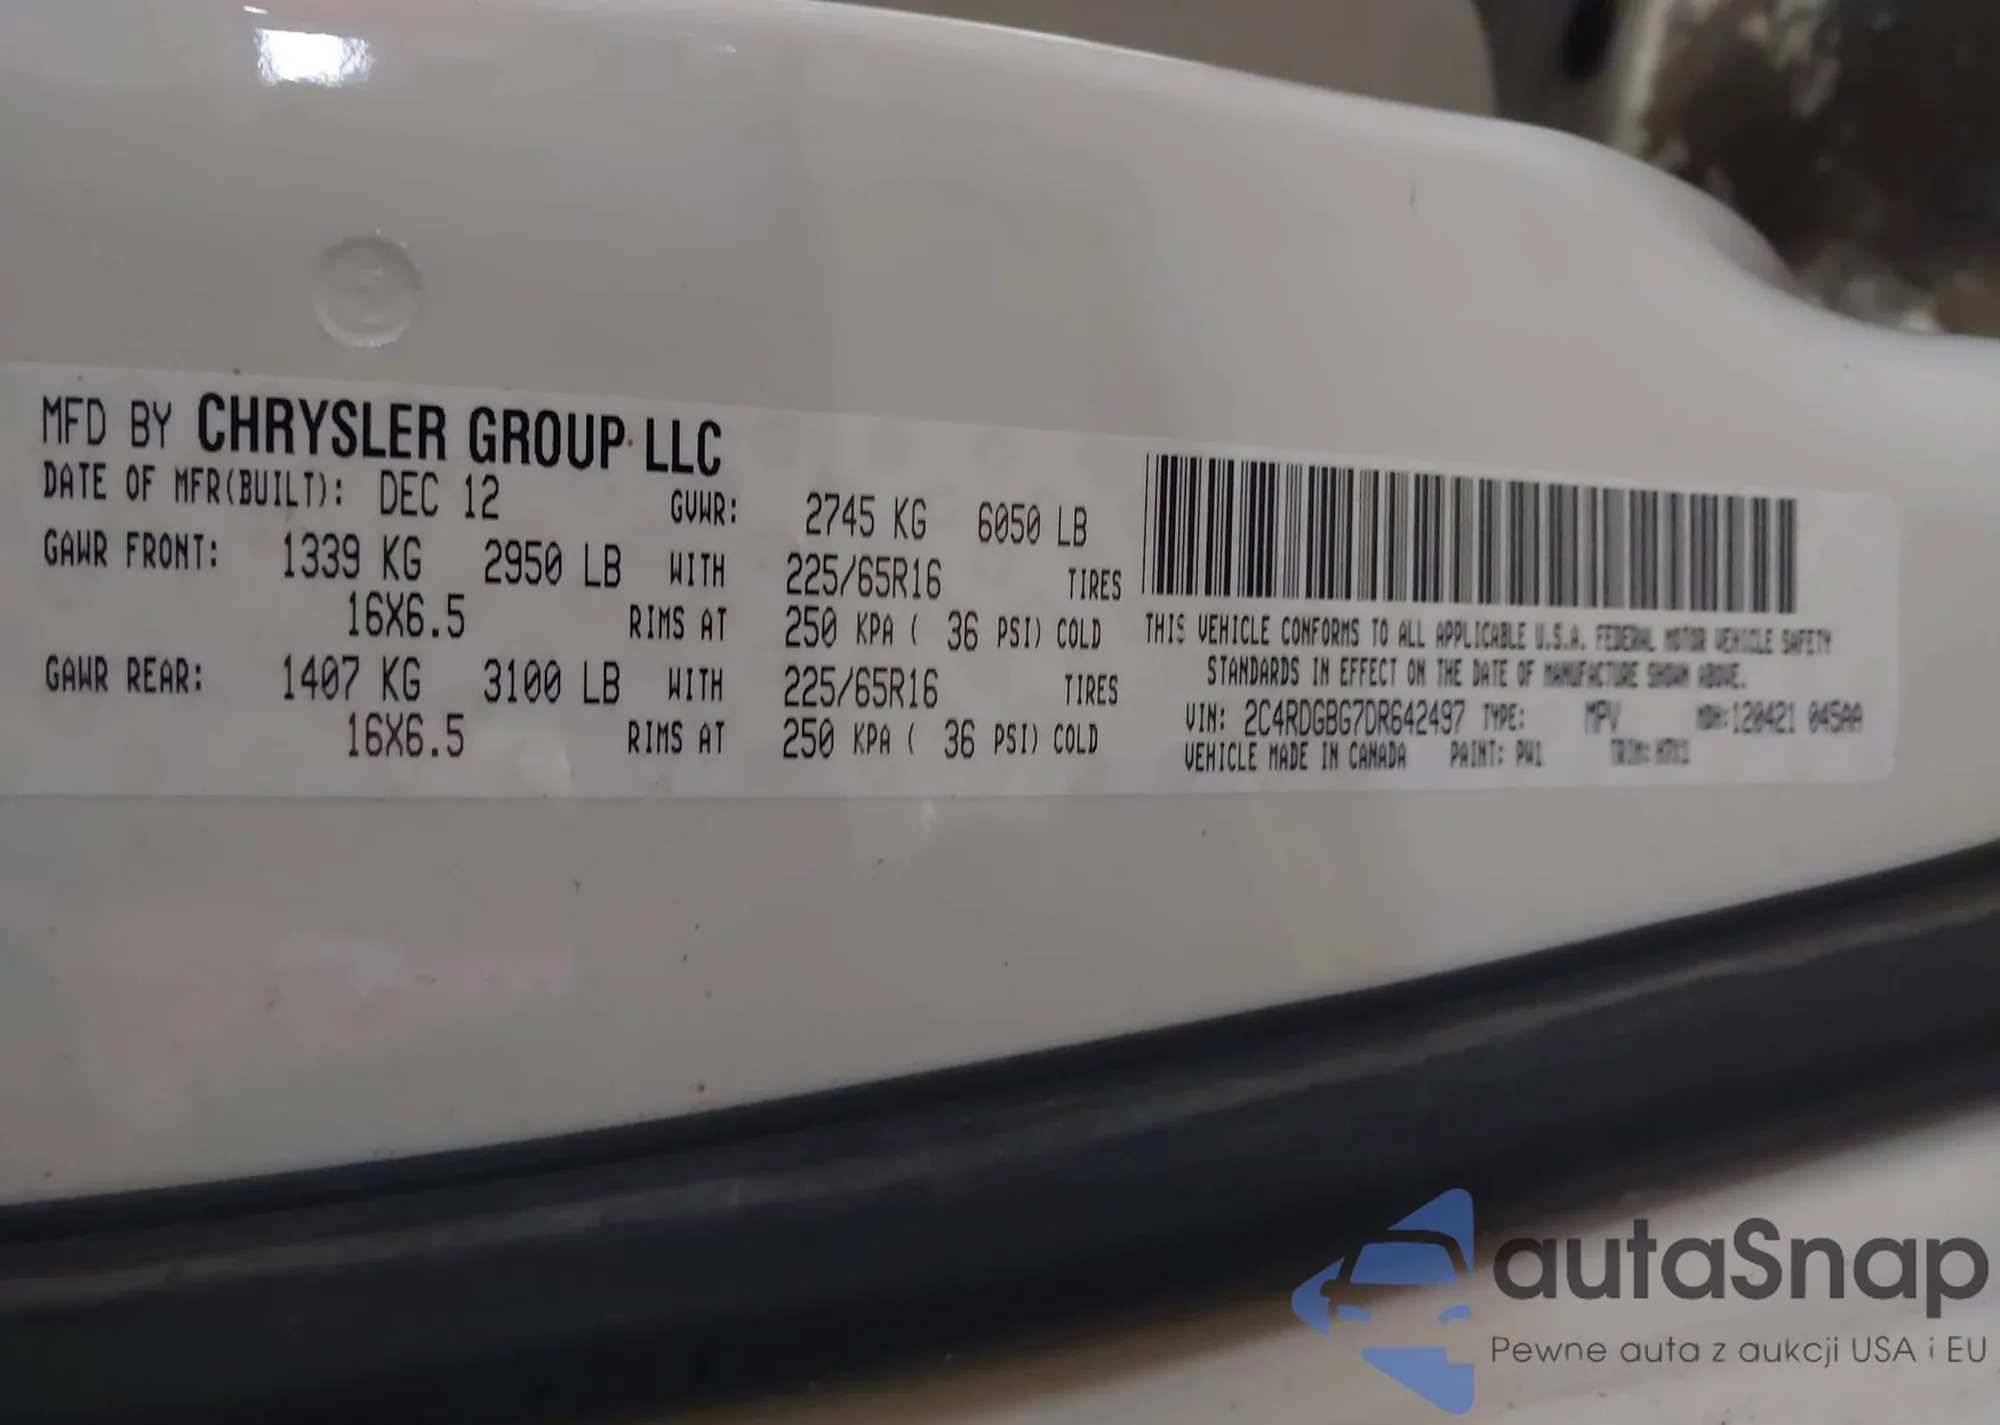 MFD BY CHRYSLER GROUP LLC
DATE OF MFR(BUILT): DEC 12 GVWR: 2745 KG 6050 LB
GAWR FRONT: 1339 KG 2950 LB WITH 225/65R16 TIRES
16X6.5 RIMS AT 250 KPA ( 36 PSI) COLD
GAWR REAR: 1407 KG 3100 LB WITH 225/65R16 TIRES
16X6.5 RIMS AT 250 KPA ( 36 PSI) COLD
THIS VEHICLE CONFORMS TO ALL APPLICABLE U.S.A. FEDERAL MOTOR VEHICLE SAFETY
STANDARDS IN EFFECT ON THE DATE OF MANUFACTURE SHOWN ABOVE.
VIN: 2C4RDGBG7DR642497 TYPE: MPV MDH:120421 045AA
VEHICLE MADE IN CANADA PAINT: PW1 TRIM:
autaSnap
Pewne auta z aukcji USA i EU